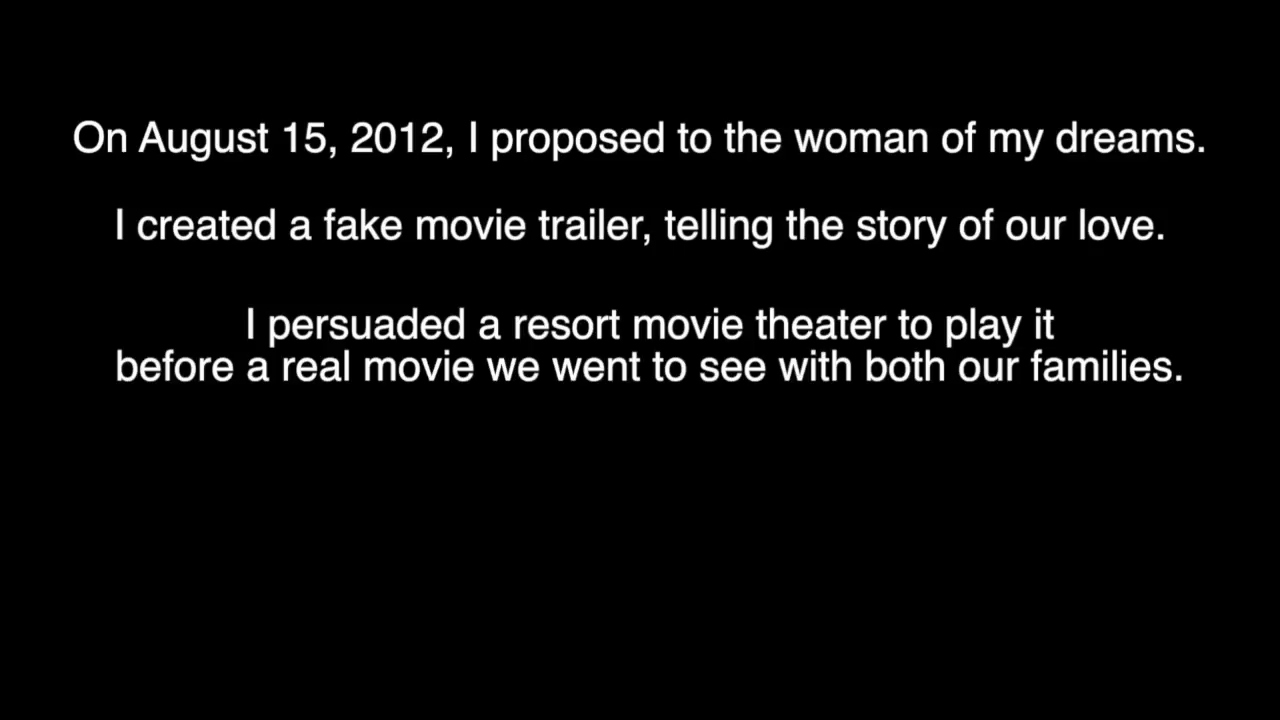 On August 15, 2012, I proposed to the woman of my dreams.
I created a fake movie trailer, telling the story of our love.
I persuaded a resort movie theater to play it
before a real movie we went to see with both our families.